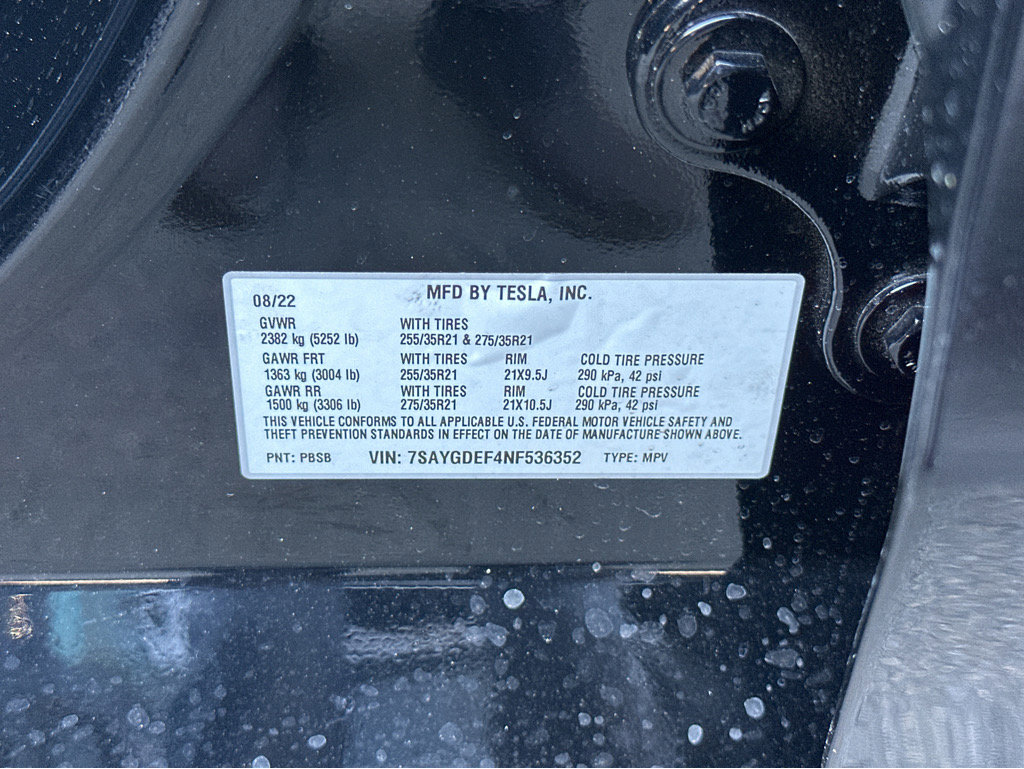 08/22 MFD BY TESLA, INC.
GVWR WITH TIRES
2382 kg (5252 lb) 255/35R21 & 275/35R21
GAWR FRT WITH TIRES RIM COLD TIRE PRESSURE
1363 kg (3004 lb) 255/35R21 21X9.5J 290 kPa, 42 psi
GAWR RR WITH TIRES RIM COLD TIRE PRESSURE
1500 kg (3306 lb) 275/35R21 21X10.5J 290 kPa, 42 psi
THIS VEHICLE CONFORMS TO ALL APPLICABLE U.S. FEDERAL MOTOR VEHICLE SAFETY AND
THEFT PREVENTION STANDARDS IN EFFECT ON THE DATE OF MANUFACTURE SHOWN ABOVE.
PNT: PBSB VIN: 7SAYGDEF4NF536352 TYPE: MPV